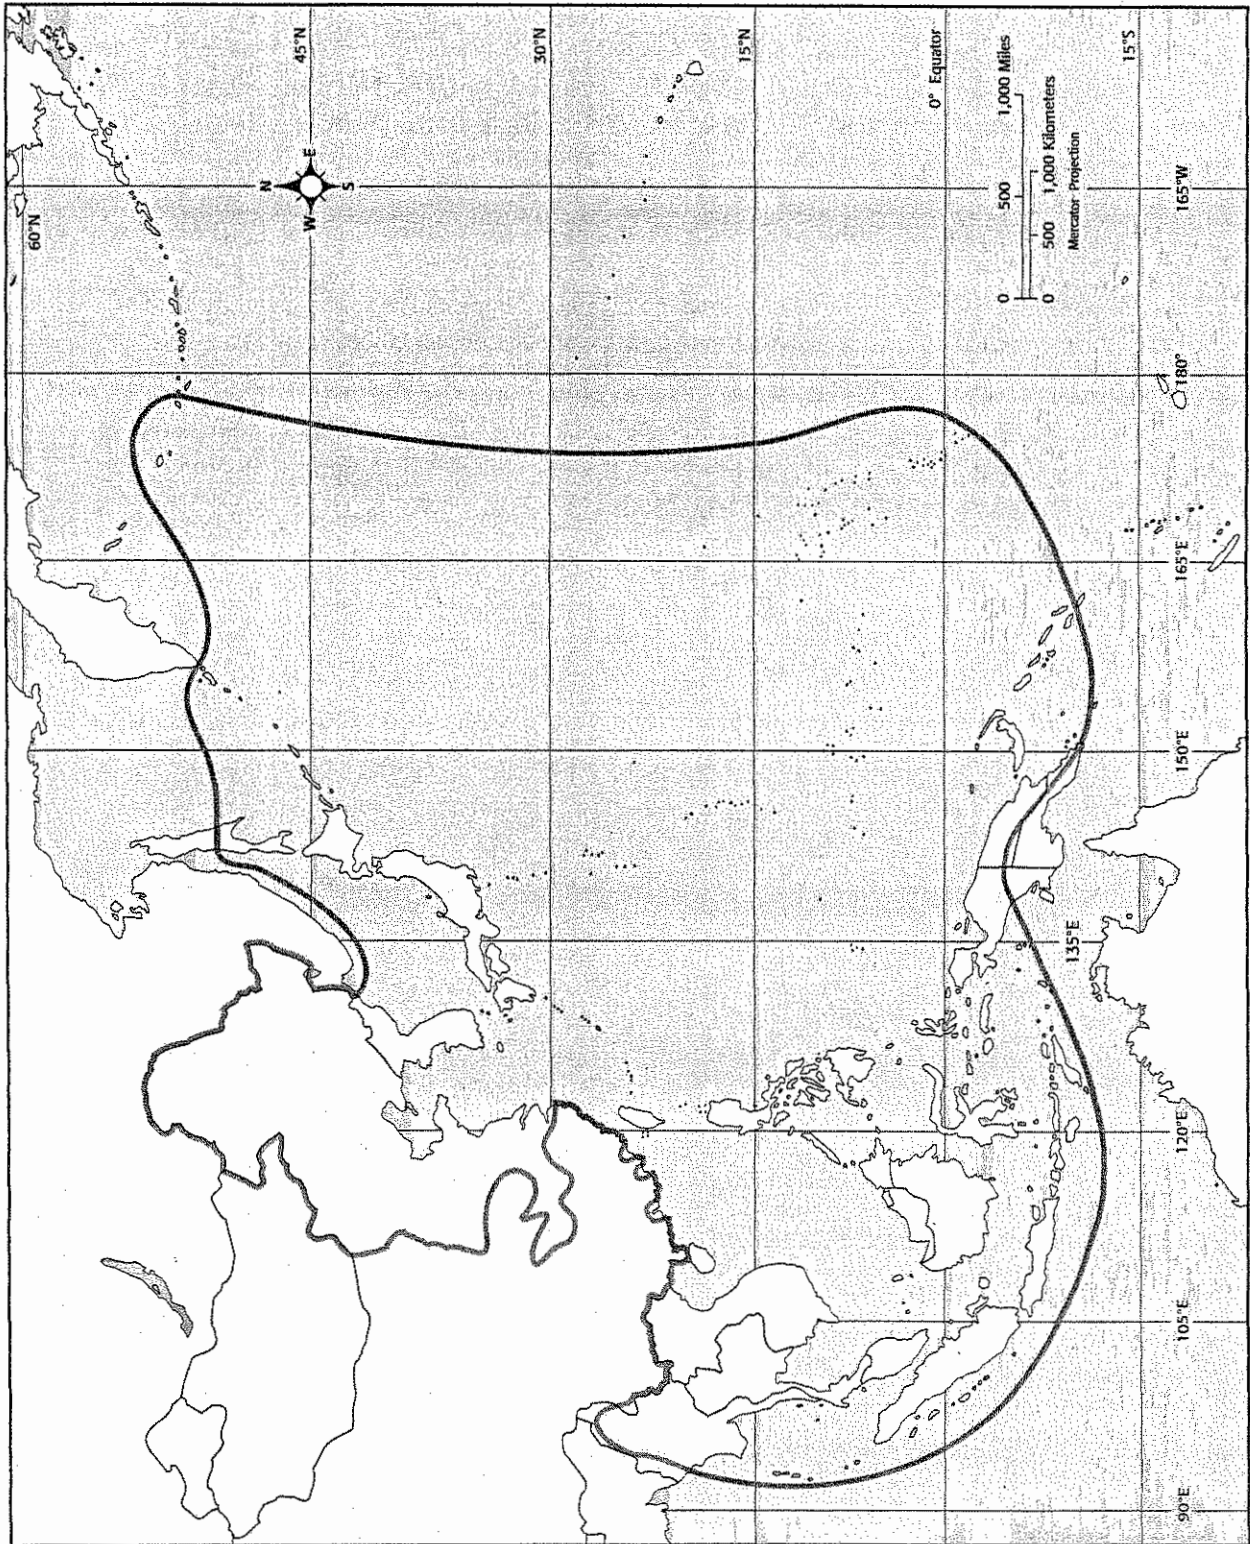 60°N
45°N
30°N
15°N
0° Equator
15°S
N
W
E
S
0 500 1,000 Miles
0 500 1,000 Kilometers
Mercator Projection
90°E
105°E
120°E
135°E
150°E
165°E
180°
165°W